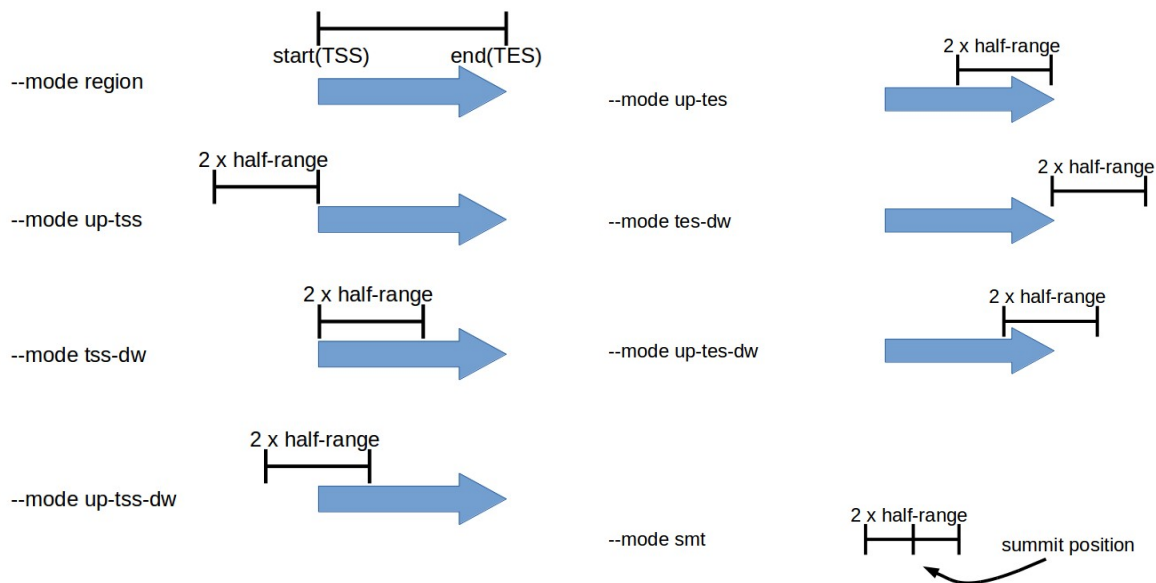 start(TSS) end(TES)
--mode region
2 x half-range
--mode up-tss
2 x half-range
--mode tss-dw
2 x half-range
--mode up-tss-dw
2 x half-range
--mode up-tes
2 x half-range
--mode tes-dw
2 x half-range
--mode up-tes-dw
2 x half-range
--mode smt
summit position